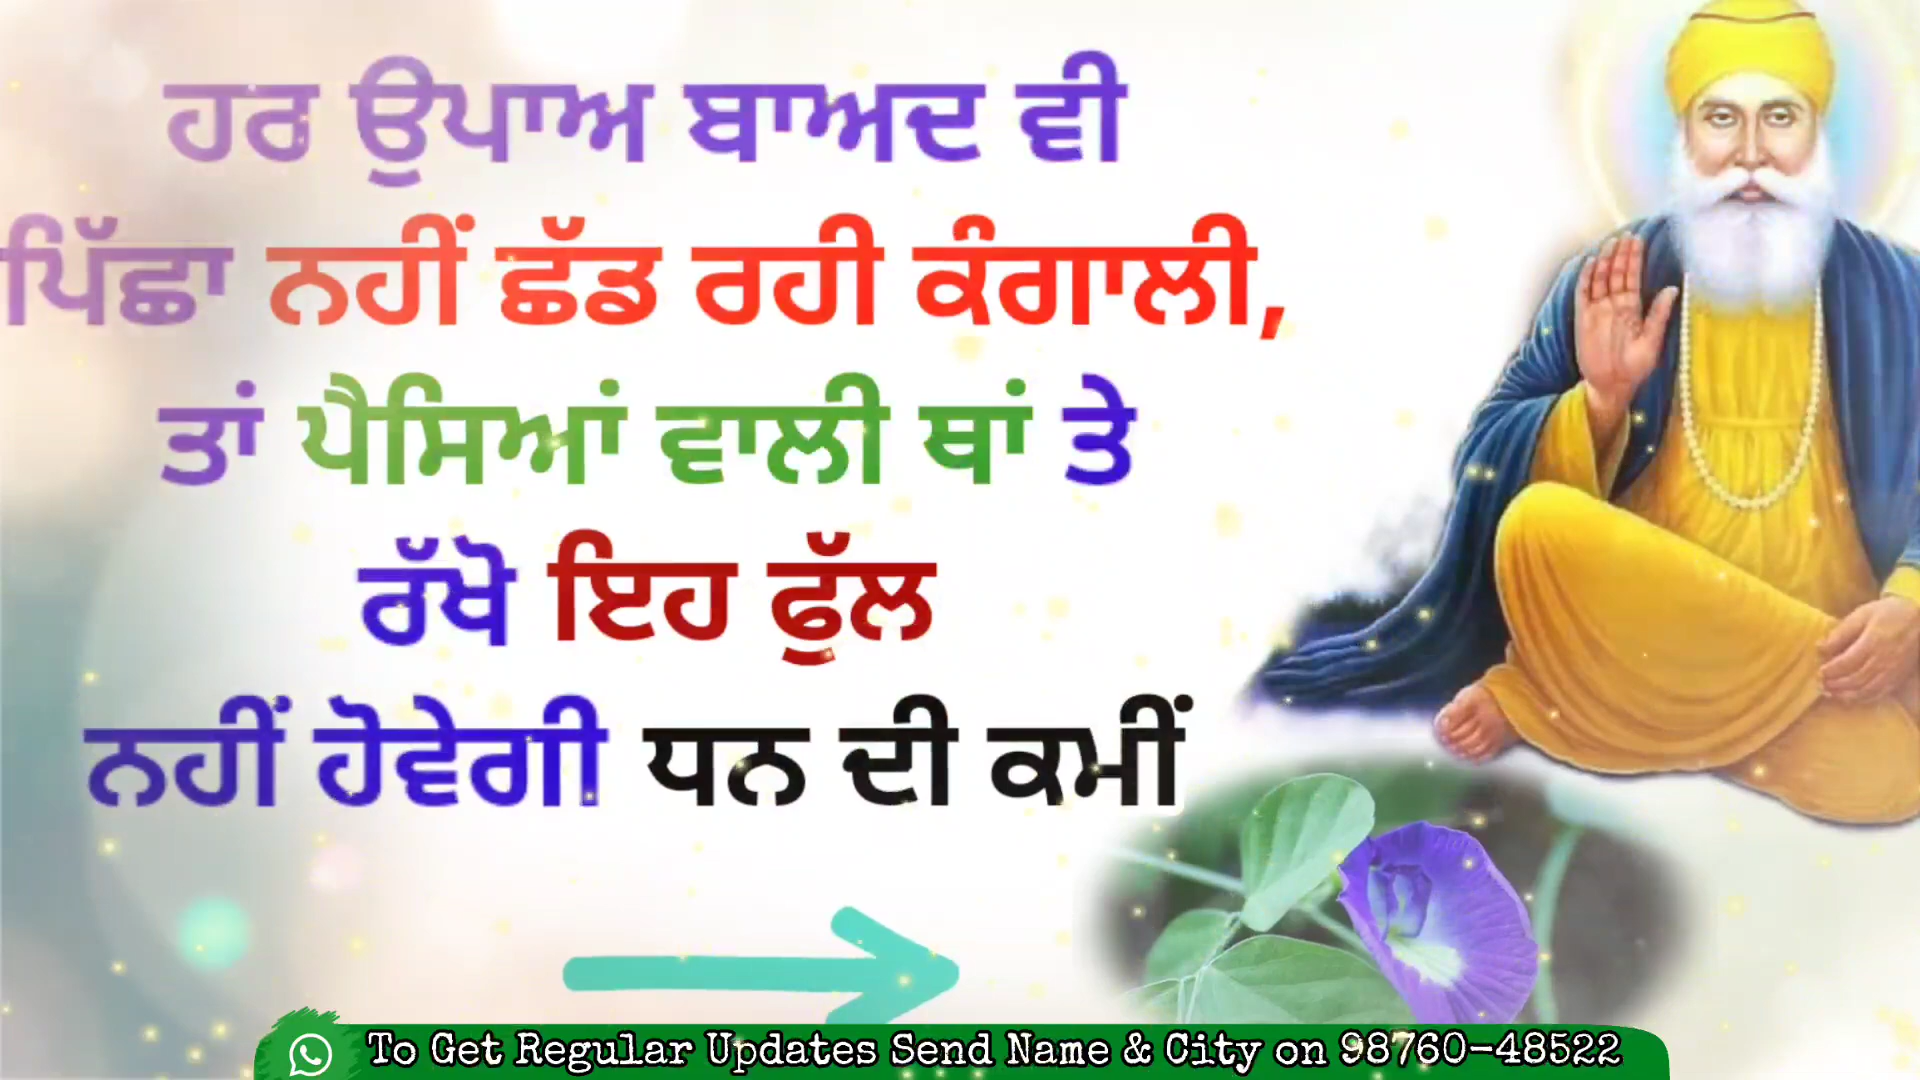 ਹਰ ਉਪਾਅ ਬਾਅਦ ਵੀ
ਪਿੱਛਾ ਨਹੀਂ ਛੱਡ ਰਹੀ ਕੰਗਾਲੀ,
ਤਾਂ ਪੈਸਿਆਂ ਵਾਲੀ ਥਾਂ ਤੇ
ਰੱਖੋ ਇਹ ਫੁੱਲ
ਨਹੀਂ ਹੋਵੇਗੀ ਧਨ ਦੀ ਕਮੀਂ
To Get Regular Updates Send Name & City on 98760-48522